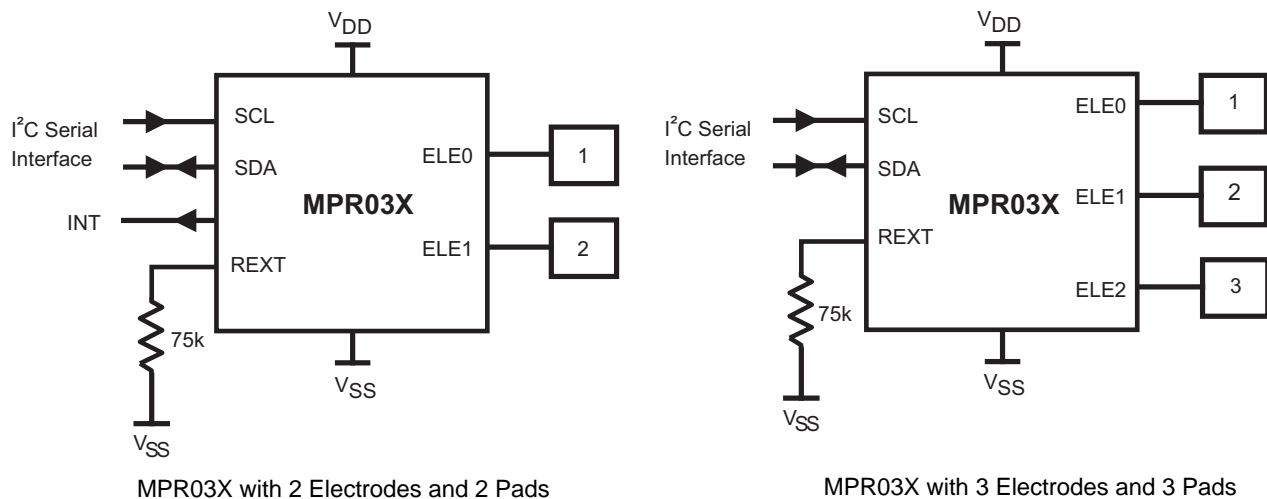 VDD
SCL
I²C Serial
Interface
SDA
ELE0
1
MPR03X
INT
ELE1
2
REXT
75k
VSS
VSS
MPR03X with 2 Electrodes and 2 Pads
VDD
ELE0
1
SCL
I²C Serial
Interface
SDA
ELE1
2
MPR03X
REXT
ELE2
3
75k
VSS
VSS
MPR03X with 3 Electrodes and 3 Pads